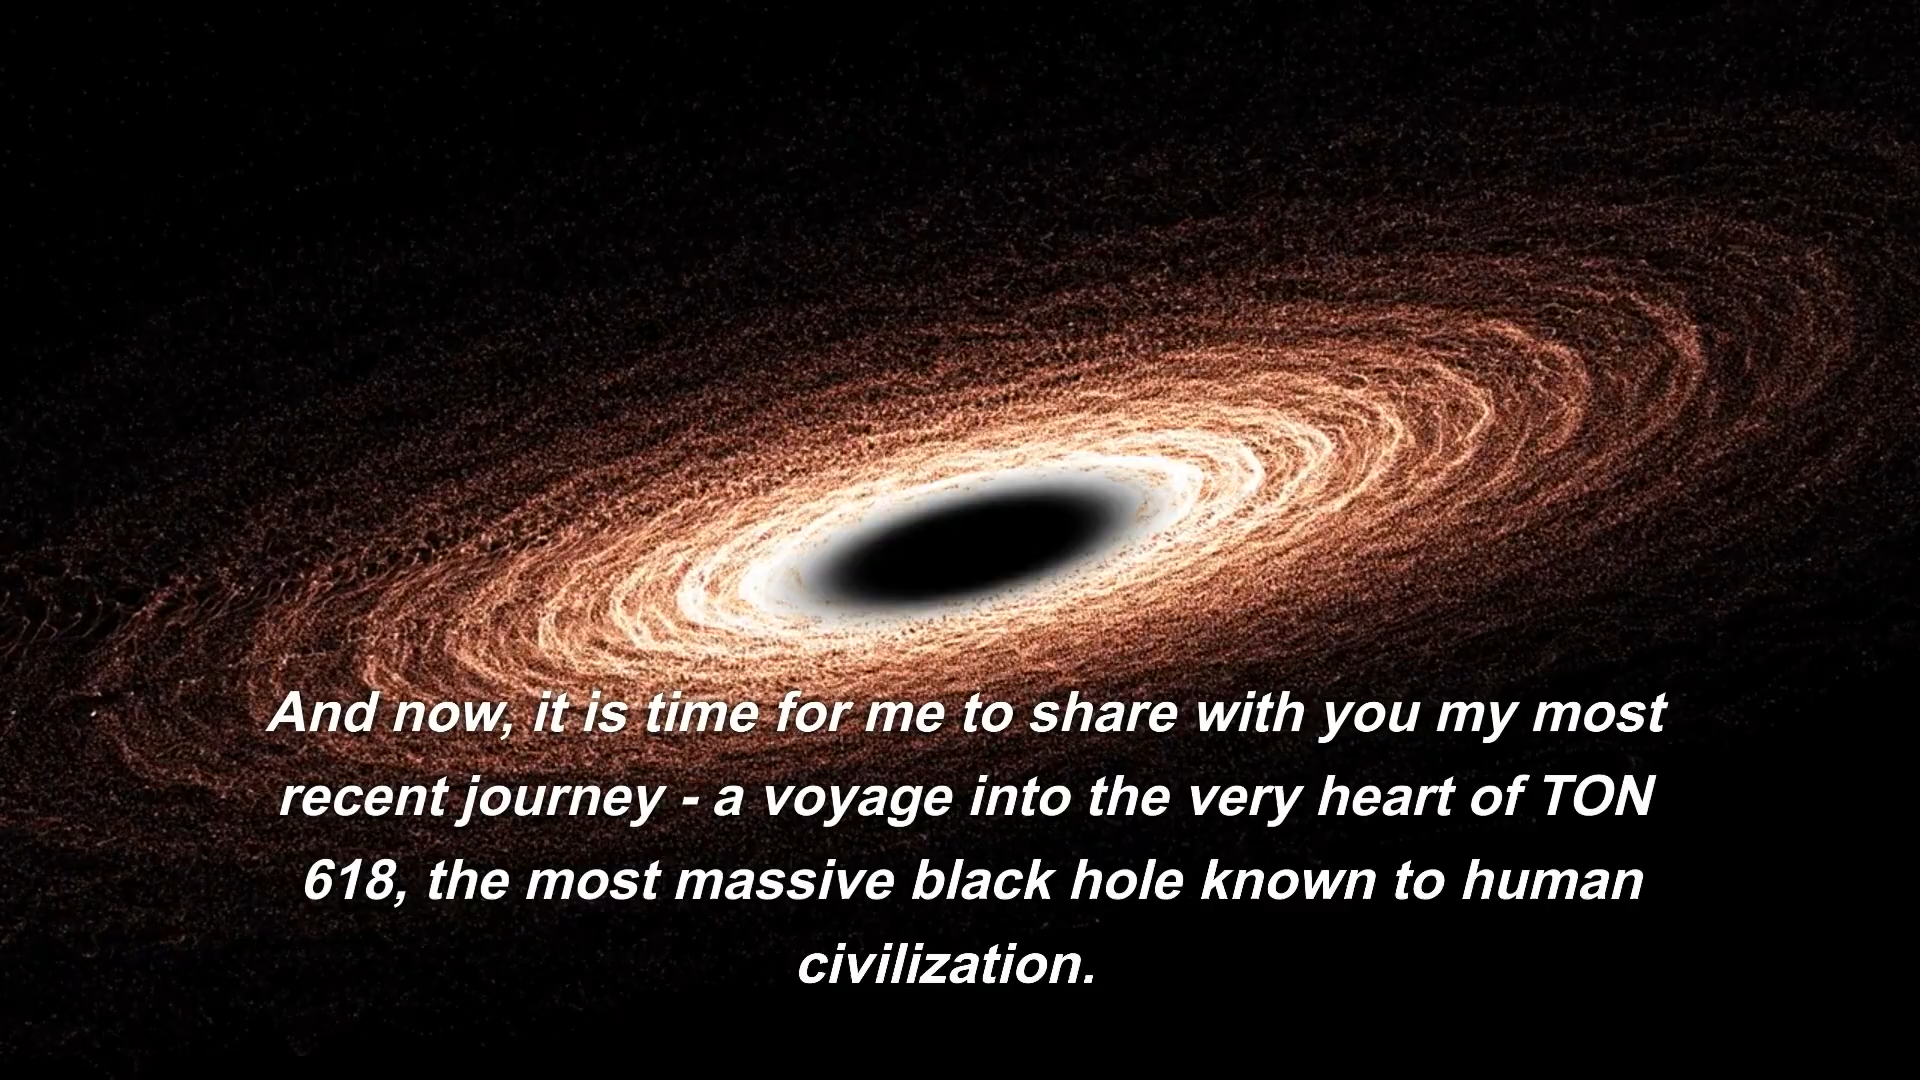 And now, it is time for me to share with you my most
recent journey - a voyage into the very heart of TON
618, the most massive black hole known to human
civilization.